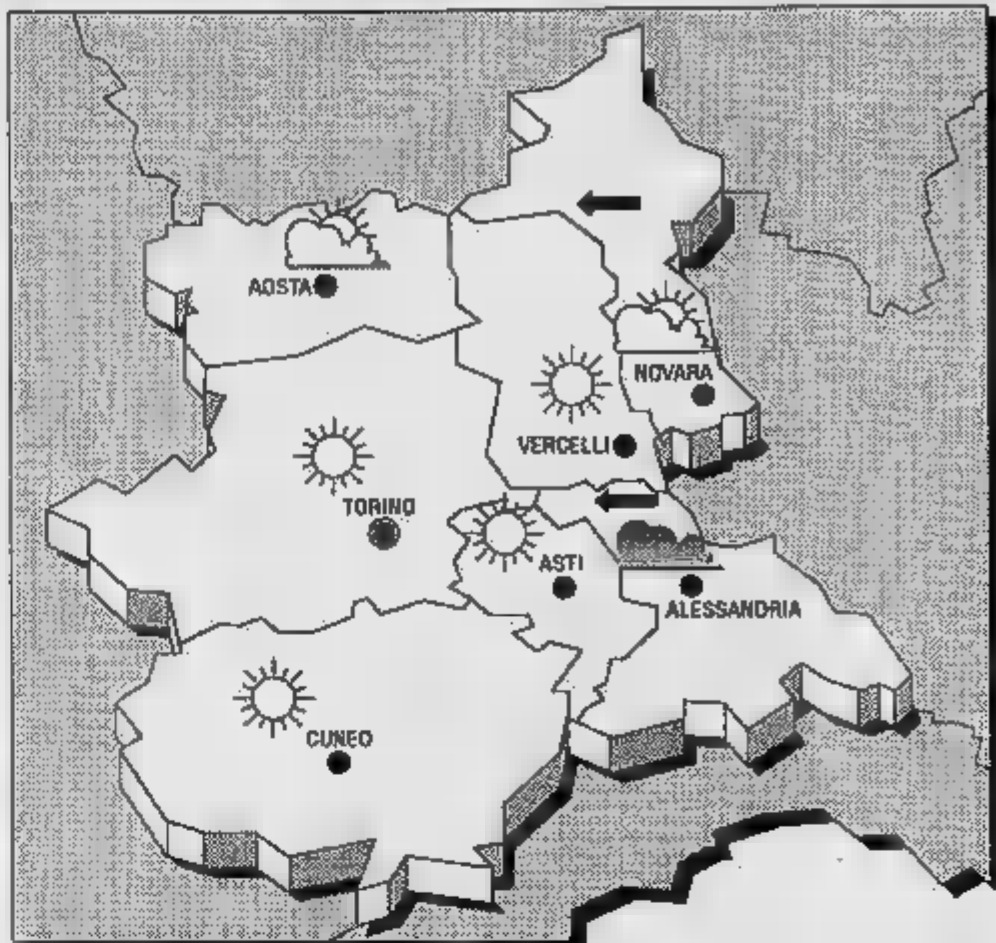 AOSTA
NOVARA
VERCELLI
TORINO
ASTI
ALESSANDRIA
CUNEO